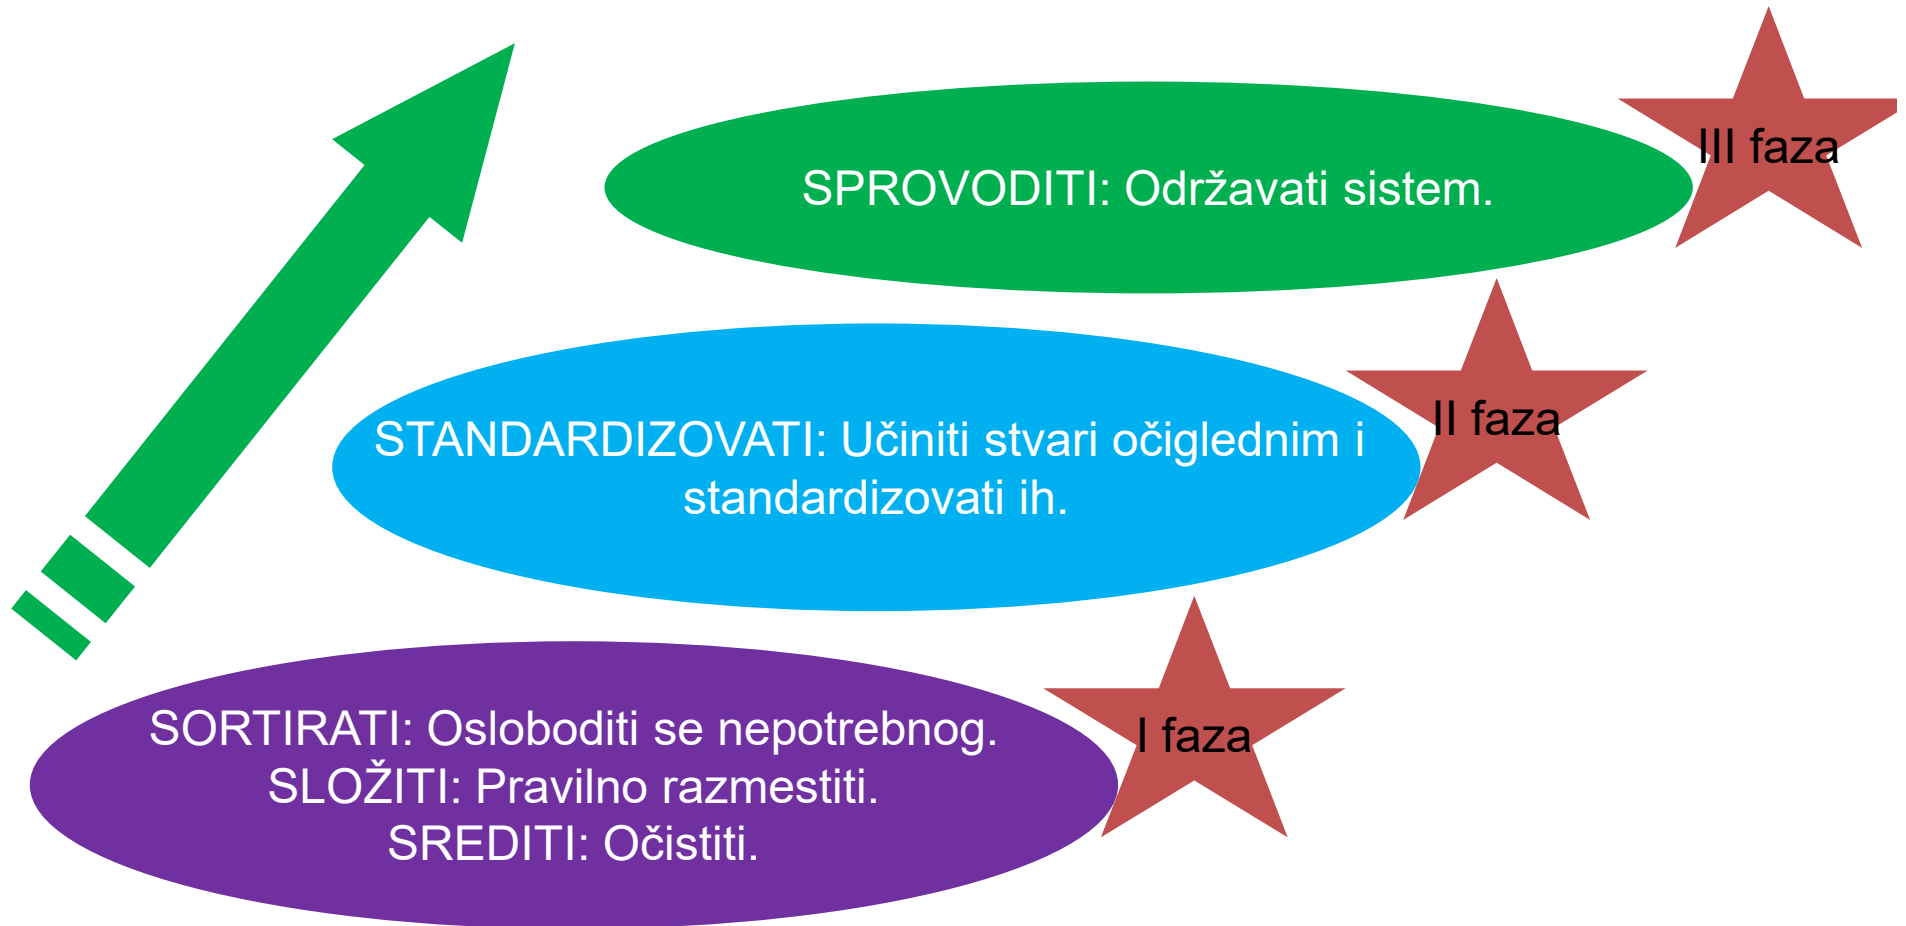 III faza
SPROVODITI: Održavati sistem.
II faza
STANDARDIZOVATI: Učiniti stvari očiglednim i
standardizovati ih.
I faza
SORTIRATI: Osloboditi se nepotrebnog.
SLOŽITI: Pravilno razmestiti.
SREDITI: Očistiti.